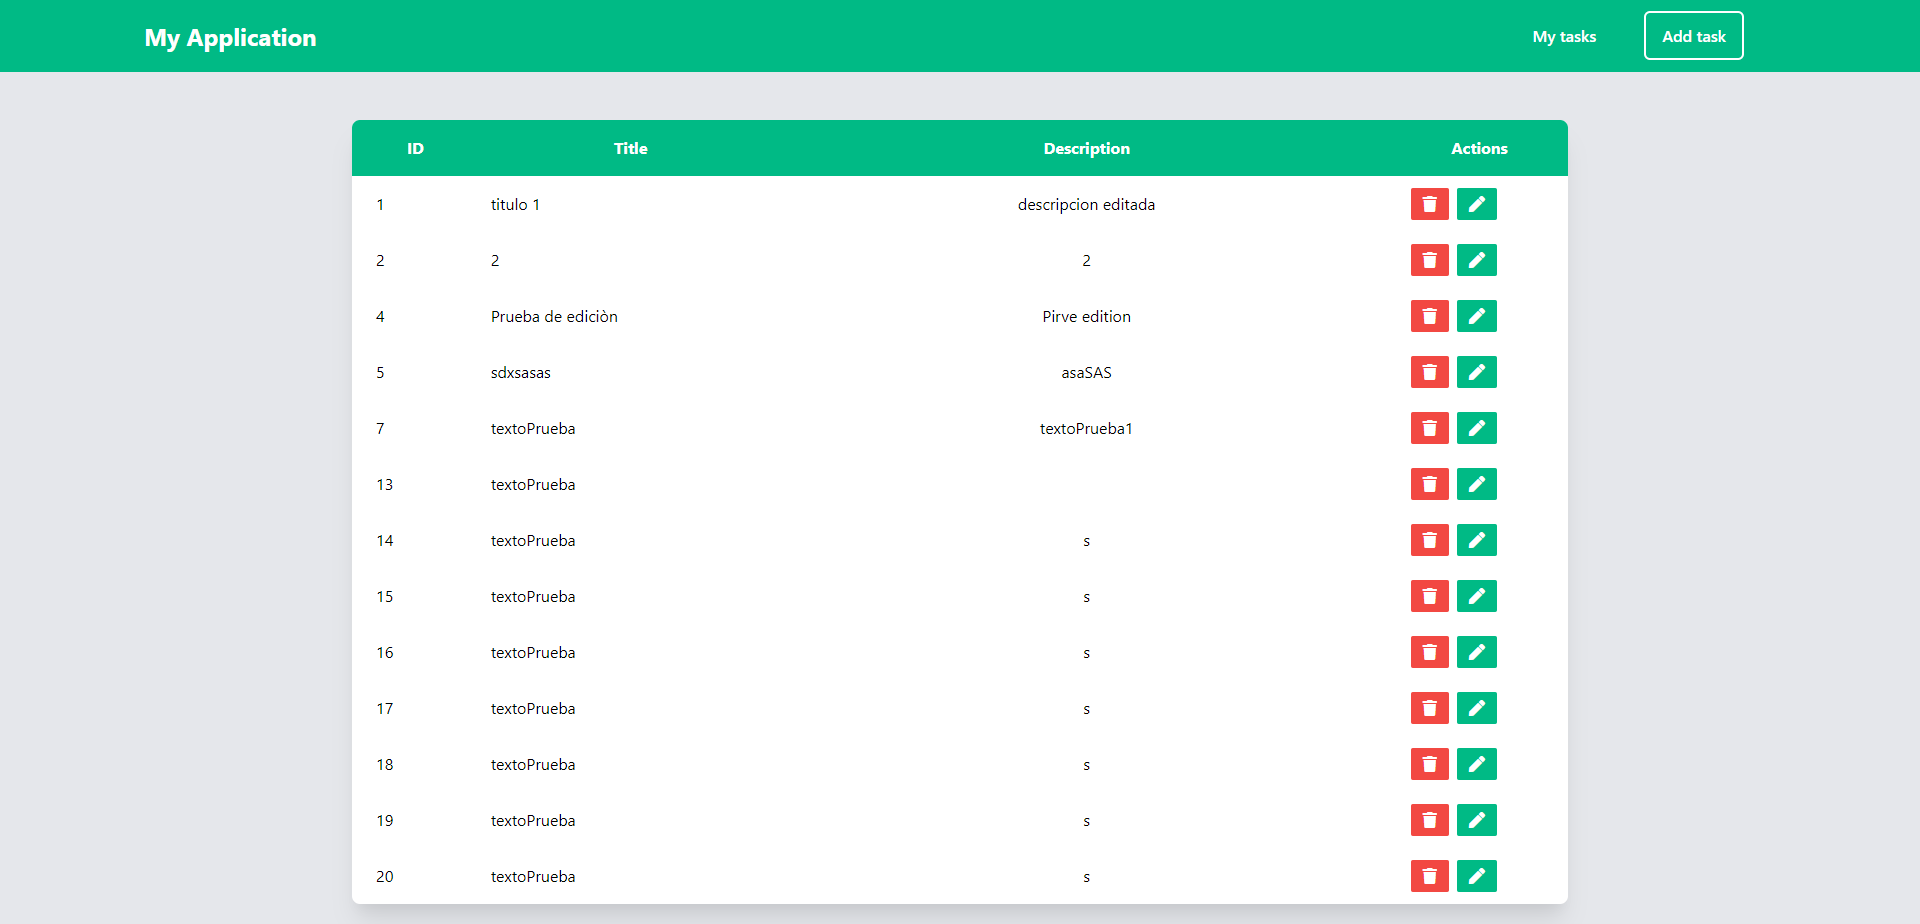 My Application My tasks Add task
ID Title Description Actions
1 titulo 1 descripcion editada
2 2 2
4 Prueba de ediciòn Pirve edition
5 sdxsasas asaSAS
7 textoPrueba textoPrueba1
13 textoPrueba
14 textoPrueba s
15 textoPrueba s
16 textoPrueba s
17 textoPrueba s
18 textoPrueba s
19 textoPrueba s
20 textoPrueba s